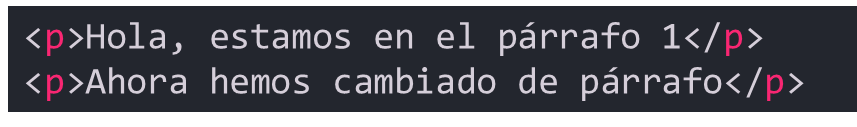 <p>Hola, estamos en el párrafo 1</p>
<p>Ahora hemos cambiado de párrafo</p>